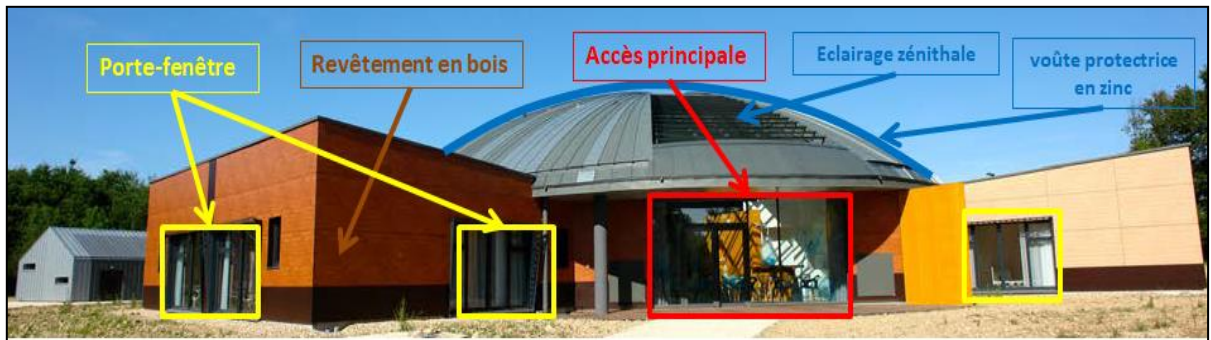 Porte-fenêtre
Revêtement en bois
Accès principale
Eclairage zénithale
voûte protectrice
en zinc